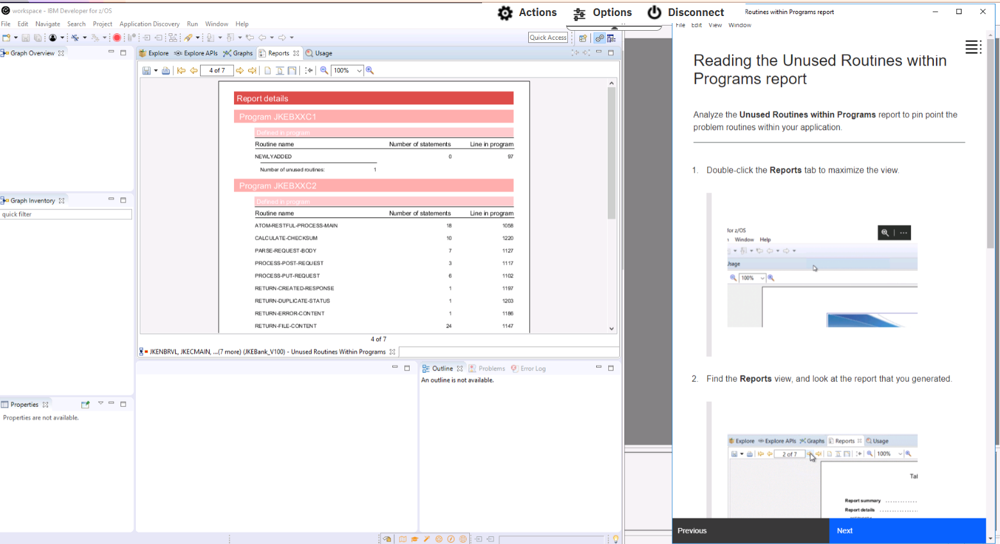 workspace - IBM Developer for z/OS
File Edit Navigate Search Project Application Discovery Run Window Help
Actions Options Disconnect
Quick Access
Graph Overview
Graph Inventory
quick filter
Properties
Properties are not available.
Explore Explore APIs Graphs Reports Usage
4 of 7 100%
Report details
Program JKEBXXC1
Defined in program
Routine name Number of statements Line in program
NEWLYADDED 0 97
Number of unused routines: 1
Program JKEBXXC2
Defined in program
Routine name Number of statements Line in program
ATOM-RESTFUL-PROCESS-MAIN 18 1058
CALCULATE-CHECKSUM 10 1220
PARSE-REQUEST-BODY 7 1127
PROCESS-POST-REQUEST 3 1117
PROCESS-PUT-REQUEST 6 1102
RETURN-CREATED-RESPONSE 1 1197
RETURN-DUPLICATE-STATUS 1 1203
RETURN-ERROR-CONTENT 1 1186
RETURN-FILE-CONTENT 24 1147
4 of 7
JKENBRVL, JKECMAIN, ...(7 more) (JKEBank_V100) - Unused Routines Within Programs
Outline Problems Error Log
An outline is not available.
Routines within Programs report
File Edit View Window
Reading the Unused Routines within
Programs report
Analyze the Unused Routines within Programs report to pin point the
problem routines within your application.
1. Double-click the Reports tab to maximize the view.
for z/OS
Window Help
Usage
100%
2. Find the Reports view, and look at the report that you generated.
Explore Explore APIs Graphs Reports Usage
2 of 7 100%
Tal
Report summary
Report details
Previous Next